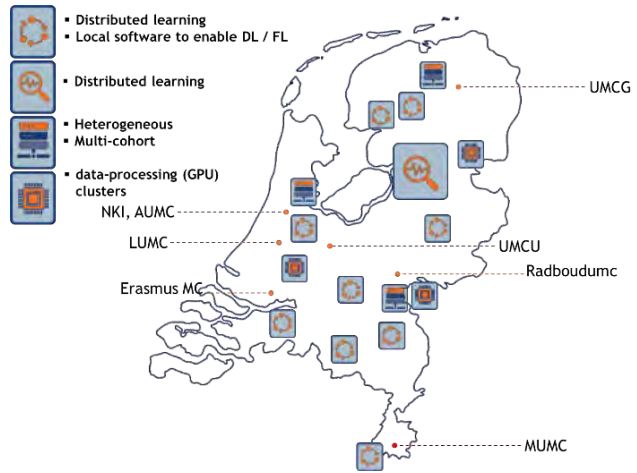 ▪ Distributed learning
▪ Local software to enable DL / FL
▪ Distributed learning
▪ Heterogeneous
▪ Multi-cohort
▪ data-processing (GPU)
clusters
UMCG
NKI, AUMC
LUMC
UMCU
Radboudumc
Erasmus MC
MUMC